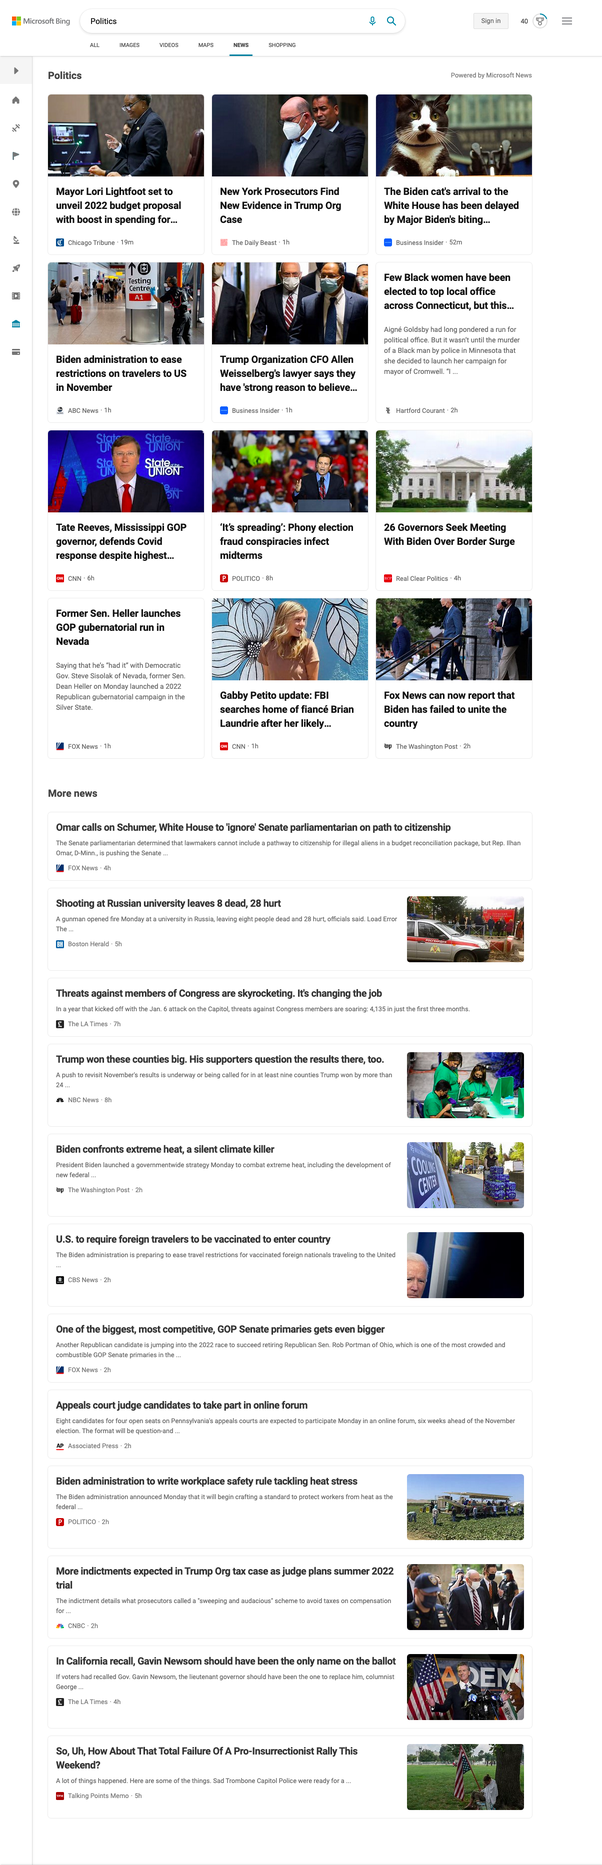 Microsoft Bing
Politics
Sign in
40
ALL
IMAGES
VIDEOS
MAPS
NEWS
SHOPPING
Politics
Powered by Microsoft News
Mayor Lori Lightfoot set to
unveil 2022 budget proposal
with boost in spending for...
Chicago Tribune · 19m
New York Prosecutors Find
New Evidence in Trump Org
Case
The Daily Beast · 1h
The Biden cat's arrival to the
White House has been delayed
by Major Biden's biting...
Business Insider · 52m
Testing
Centre
A1
Biden administration to ease
restrictions on travelers to US
in November
ABC News · 1h
Trump Organization CFO Allen
Weisselberg's lawyer says they
have 'strong reason to believe...
Business Insider · 1h
Few Black women have been
elected to top local office
across Connecticut, but this...
Aigné Goldsby had long pondered a run for
political office. But it wasn't until the murder
of a Black man by police in Minnesota that
she decided to launch her campaign for
mayor of Cromwell. "I ...
Hartford Courant · 2h
State
UNION
Tate Reeves, Mississippi GOP
governor, defends Covid
response despite highest...
CNN · 6h
'It's spreading': Phony election
fraud conspiracies infect
midterms
POLITICO · 8h
26 Governors Seek Meeting
With Biden Over Border Surge
Real Clear Politics · 4h
Former Sen. Heller launches
GOP gubernatorial run in
Nevada
Saying that he's "had it" with Democratic
Gov. Steve Sisolak of Nevada, former Sen.
Dean Heller on Monday launched a 2022
Republican gubernatorial campaign in the
Silver State.
FOX News · 1h
Gabby Petito update: FBI
searches home of fiancé Brian
Laundrie after her likely...
CNN · 1h
Fox News can now report that
Biden has failed to unite the
country
The Washington Post · 2h
More news
Omar calls on Schumer, White House to 'ignore' Senate parliamentarian on path to citizenship
The Senate parliamentarian determined that lawmakers cannot include a pathway to citizenship for illegal aliens in a budget reconciliation package, but Rep. Ilhan
Omar, D-Minn., is pushing the Senate ...
FOX News · 4h
Shooting at Russian university leaves 8 dead, 28 hurt
A gunman opened fire Monday at a university in Russia, leaving eight people dead and 28 hurt, officials said. Load Error
The ...
Boston Herald · 5h
Threats against members of Congress are skyrocketing. It's changing the job
In a year that kicked off with the Jan. 6 attack on the Capitol, threats against Congress members are soaring: 4,135 in just the first three months.
The LA Times · 7h
Trump won these counties big. His supporters question the results there, too.
A push to revisit November's results is underway or being called for in at least nine counties Trump won by more than
24 ...
NBC News · 8h
Biden confronts extreme heat, a silent climate killer
President Biden launched a governmentwide strategy Monday to combat extreme heat, including the development of
new federal ...
The Washington Post · 2h
COOLING
CENTER
U.S. to require foreign travelers to be vaccinated to enter country
The Biden administration is preparing to ease travel restrictions for vaccinated foreign nationals traveling to the United
...
CBS News · 2h
One of the biggest, most competitive, GOP Senate primaries gets even bigger
Another Republican candidate is jumping into the 2022 race to succeed retiring Republican Sen. Rob Portman of Ohio, which is one of the most crowded and
combustible GOP Senate primaries in the ...
FOX News · 2h
Appeals court judge candidates to take part in online forum
Eight candidates for four open seats on Pennsylvania's appeals courts are expected to participate Monday in an online forum, six weeks ahead of the November
election. The format will be question-and ...
Associated Press · 2h
Biden administration to write workplace safety rule tackling heat stress
The Biden administration announced Monday that it will begin crafting a standard to protect workers from heat as the
federal ...
POLITICO · 2h
More indictments expected in Trump Org tax case as judge plans summer 2022
trial
The indictment details what prosecutors called a "sweeping and audacious" scheme to avoid taxes on compensation
for ...
CNBC · 2h
In California recall, Gavin Newsom should have been the only name on the ballot
If voters had recalled Gov. Gavin Newsom, the lieutenant governor should have been the one to replace him, columnist
George ...
The LA Times · 4h
DEM
So, Uh, How About That Total Failure Of A Pro-Insurrectionist Rally This
Weekend?
A lot of things happened. Here are some of the things. Sad Trombone Capitol Police were ready for a ...
Talking Points Memo · 5h